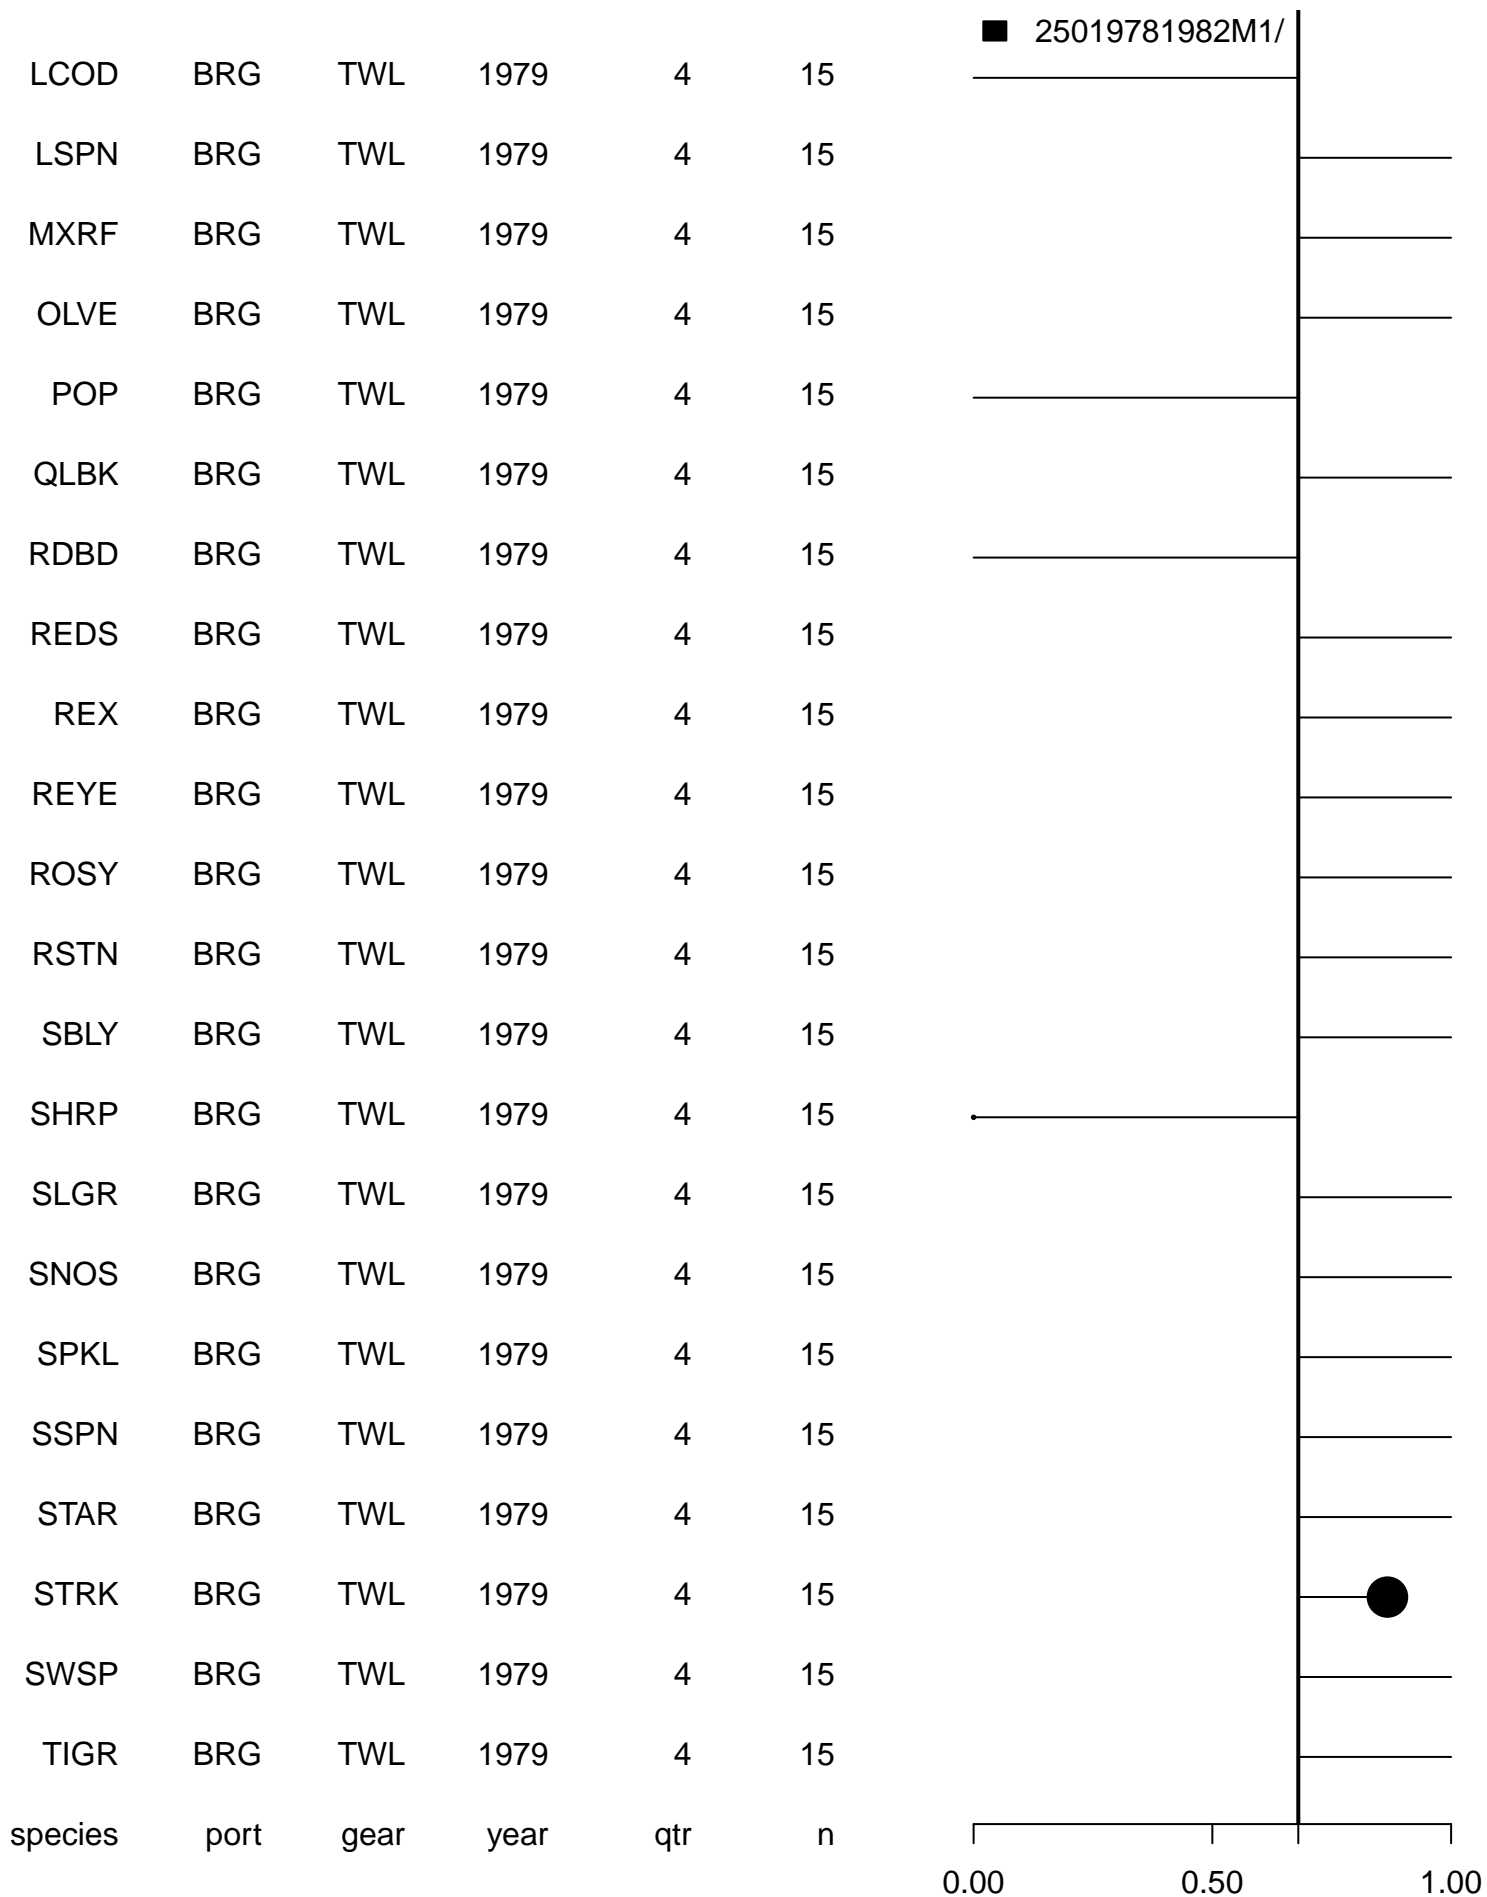 25019781982M1/
LCOD BRG TWL 1979 4 15
LSPN BRG TWL 1979 4 15
MXRF BRG TWL 1979 4 15
OLVE BRG TWL 1979 4 15
POP BRG TWL 1979 4 15
QLBK BRG TWL 1979 4 15
RDBD BRG TWL 1979 4 15
REDS BRG TWL 1979 4 15
REX BRG TWL 1979 4 15
REYE BRG TWL 1979 4 15
ROSY BRG TWL 1979 4 15
RSTN BRG TWL 1979 4 15
SBLY BRG TWL 1979 4 15
SHRP BRG TWL 1979 4 15
SLGR BRG TWL 1979 4 15
SNOS BRG TWL 1979 4 15
SPKL BRG TWL 1979 4 15
SSPN BRG TWL 1979 4 15
STAR BRG TWL 1979 4 15
STRK BRG TWL 1979 4 15
SWSP BRG TWL 1979 4 15
TIGR BRG TWL 1979 4 15
species port gear year qtr n
0.00 0.50 1.00